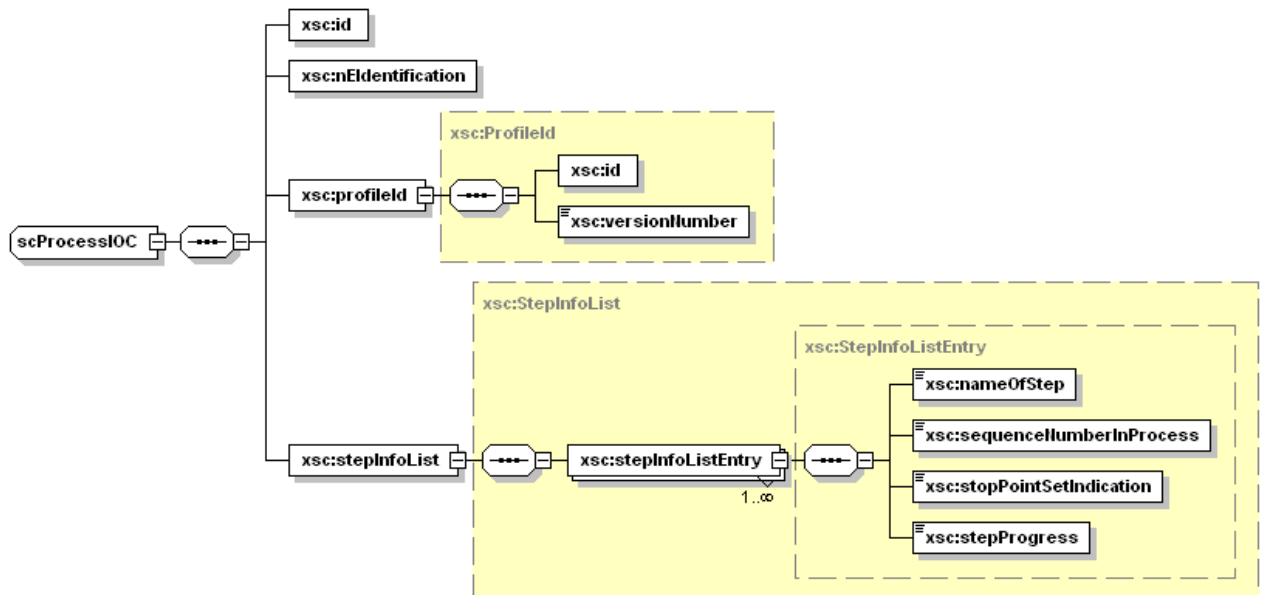 xsc:id
xsc:nEIdentification
xsc:ProfileId
xsc:id
xsc:profileId
xsc:versionNumber
scProcessIOC
xsc:StepInfoList
xsc:StepInfoListEntry
xsc:nameOfStep
xsc:sequenceNumberInProcess
xsc:stepInfoList
xsc:stepInfoListEntry
1..∞
xsc:stopPointSetIndication
xsc:stepProgress